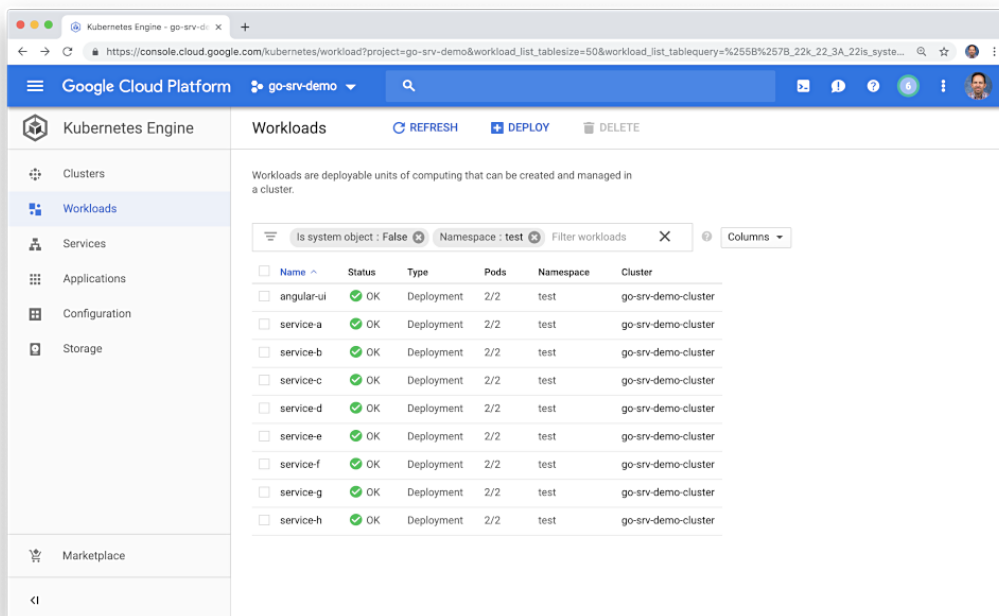 Kubernetes Engine - go-srv-de
https://console.cloud.google.com/kubernetes/workload?project=go-srv-demo&workload_list_tablesize=50&workload_list_tablequery=%255B%257B_22k_22_3A_22is_syste...
Google Cloud Platform go-srv-demo 6
Kubernetes Engine
Workloads REFRESH DEPLOY DELETE
Clusters
Workloads
Services
Applications
Configuration
Storage
Marketplace
Workloads are deployable units of computing that can be created and managed in
a cluster.
Is system object : False Namespace : test Filter workloads Columns
Name Status Type Pods Namespace Cluster
angular-ui OK Deployment 2/2 test go-srv-demo-cluster
service-a OK Deployment 2/2 test go-srv-demo-cluster
service-b OK Deployment 2/2 test go-srv-demo-cluster
service-c OK Deployment 2/2 test go-srv-demo-cluster
service-d OK Deployment 2/2 test go-srv-demo-cluster
service-e OK Deployment 2/2 test go-srv-demo-cluster
service-f OK Deployment 2/2 test go-srv-demo-cluster
service-g OK Deployment 2/2 test go-srv-demo-cluster
service-h OK Deployment 2/2 test go-srv-demo-cluster